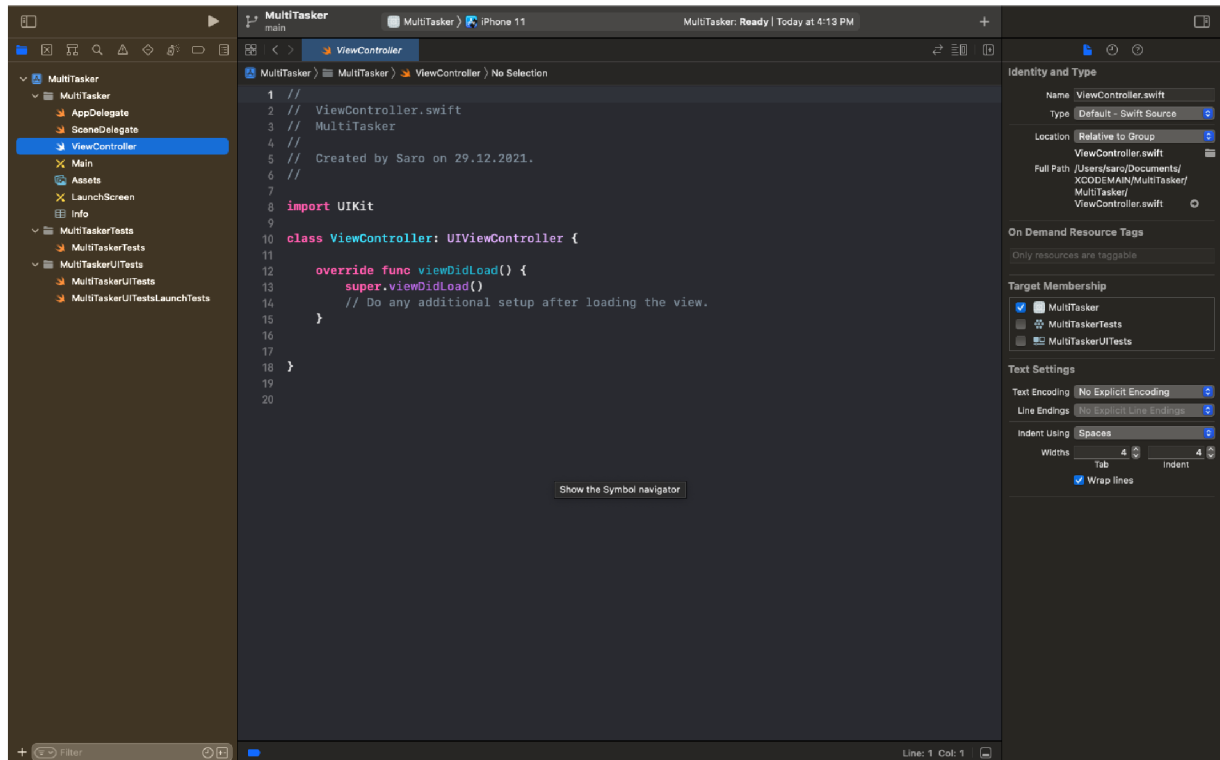 MultiTasker
main
MultiTasker 〉 iPhone 11
MultiTasker: Ready | Today at 4:13 PM
ViewController
MultiTasker 〉 MultiTasker 〉 ViewController 〉 No Selection
MultiTasker
MultiTasker
AppDelegate
SceneDelegate
ViewController
Main
Assets
LaunchScreen
Info
MultiTaskerTests
MultiTaskerTests
MultiTaskerUITests
MultiTaskerUITests
MultiTaskerUITestsLaunchTests
Filter
1 //
2 //  ViewController.swift
3 //  MultiTasker
4 //
5 //  Created by Saro on 29.12.2021.
6 //
7
8 import UIKit
9
10 class ViewController: UIViewController {
11
12     override func viewDidLoad() {
13         super.viewDidLoad()
14         // Do any additional setup after loading the view.
15     }
16
17
18 }
19
20
Show the Symbol navigator
Line: 1 Col: 1
Identity and Type
Name ViewController.swift
Type Default - Swift Source
Location Relative to Group
ViewController.swift
Full Path /Users/saro/Documents/
XCODEMAIN/MultiTasker/
MultiTasker/
ViewController.swift
On Demand Resource Tags
Only resources are taggable
Target Membership
MultiTasker
MultiTaskerTests
MultiTaskerUITests
Text Settings
Text Encoding No Explicit Encoding
Line Endings No Explicit Line Endings
Indent Using Spaces
Widths 4 4
Tab Indent
Wrap lines